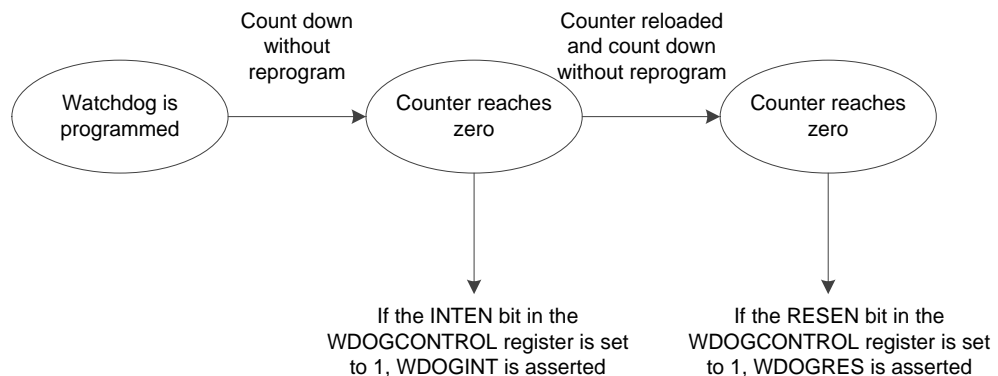 Count down
without
reprogram
Counter reloaded
and count down
without reprogram
Watchdog is
programmed
Counter reaches
zero
Counter reaches
zero
If the INTEN bit in the
WDOGCONTROL register is set
to 1, WDOGINT is asserted
If the RESEN bit in the
WDOGCONTROL register is set
to 1, WDOGRES is asserted